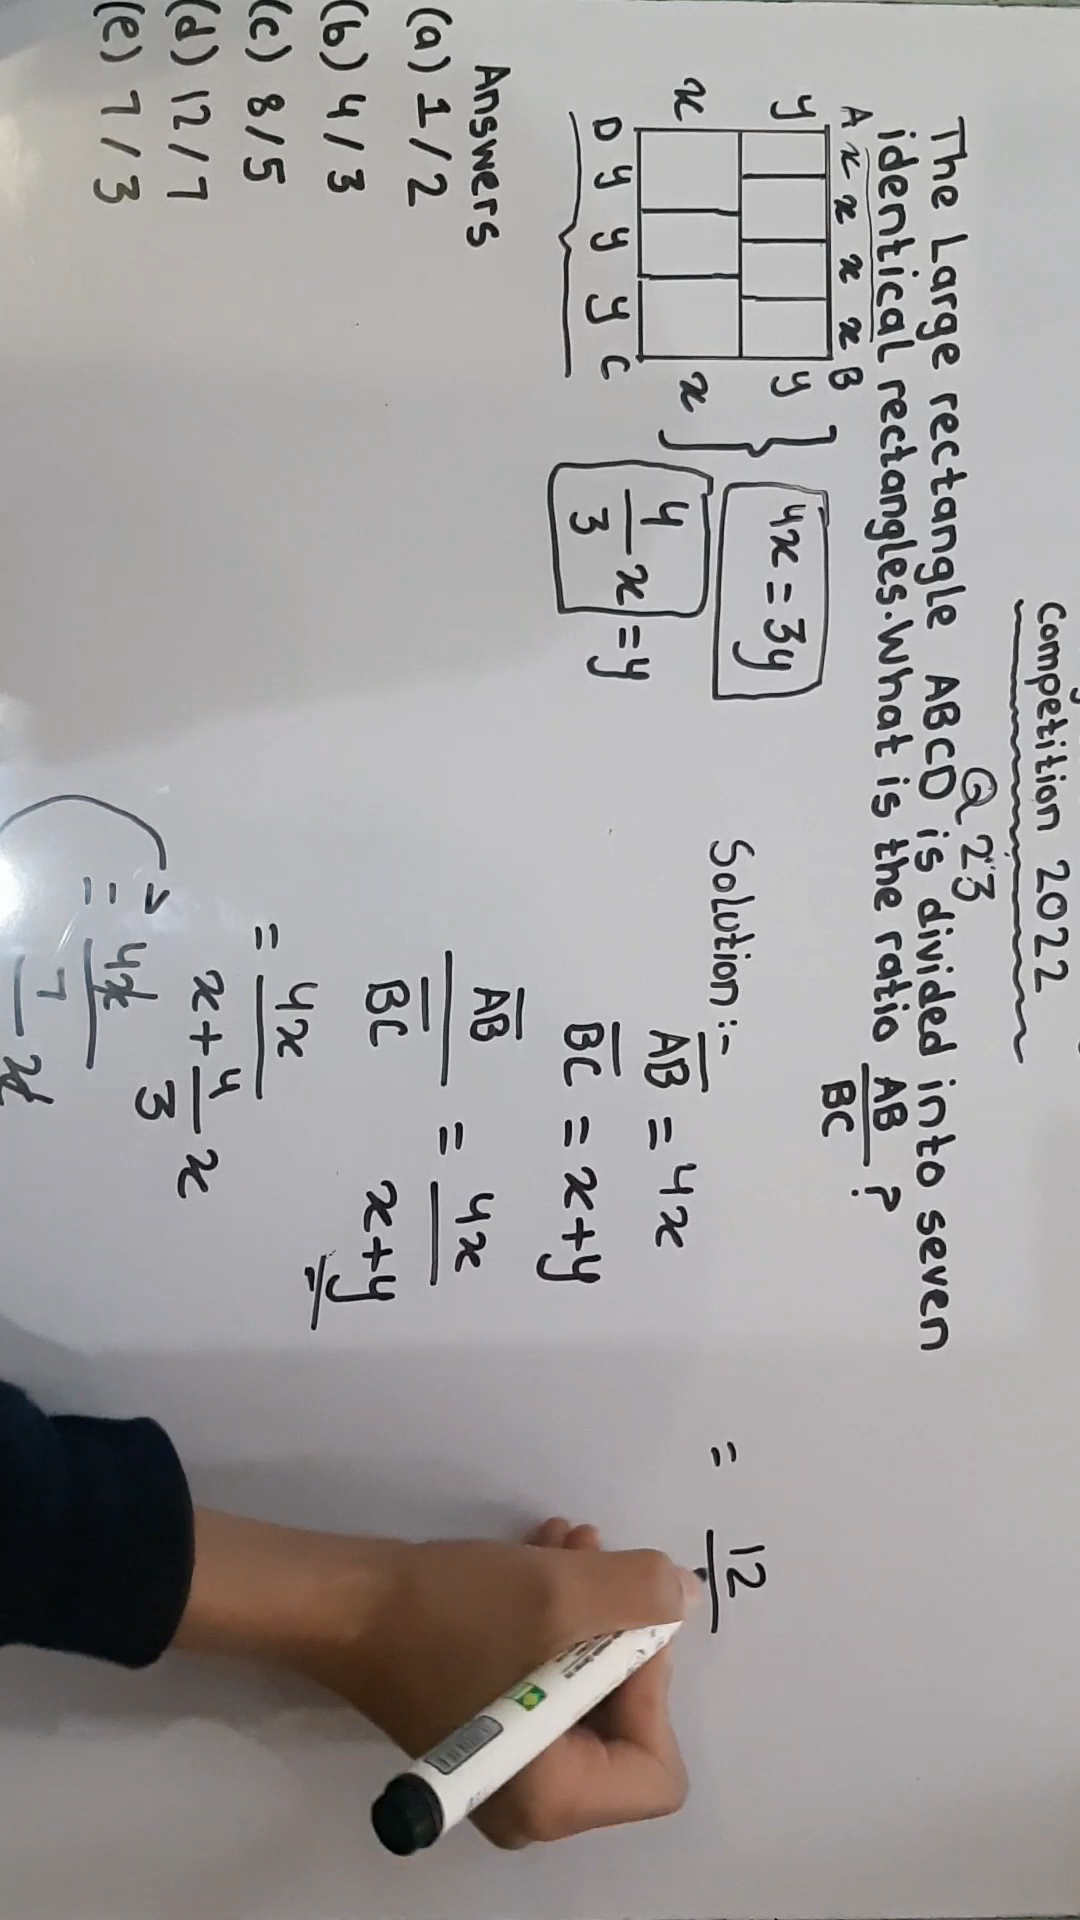 Competition 2022
Q 23
The Large rectangle ABCD is divided into seven
identical rectangles. What is the ratio AB/BC ?
A x x x x B
y y
x x
D y y y C
4x = 3y
4/3 x = y
Answers
(a) 1/2
(b) 4/3
(c) 8/5
(d) 12/7
(e) 7/3
Solution:-
AB = 4x
BC = x+y
AB/BC = 4x/x+y
= 4x/x+4/3 x
= 4x/7 x
= 12